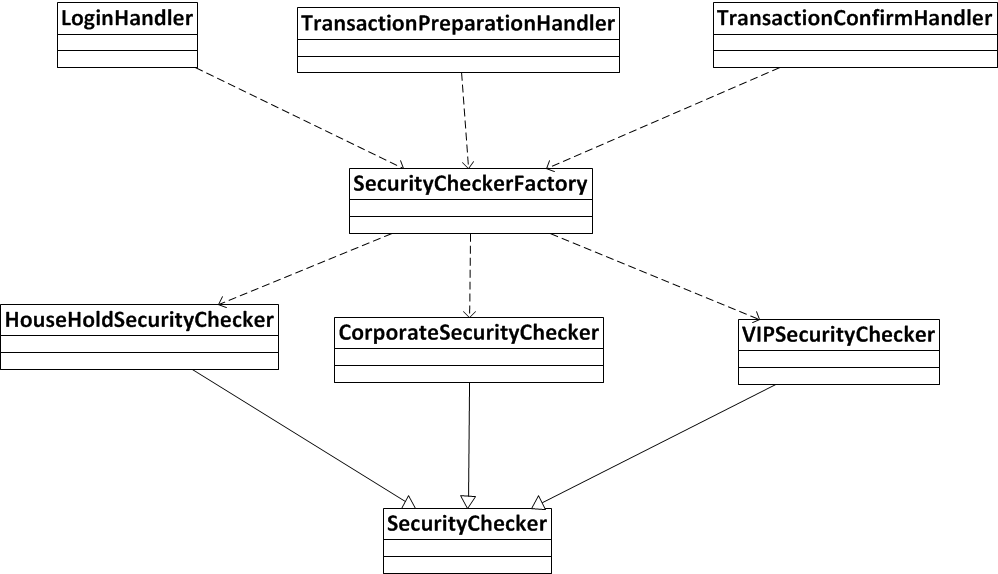 LoginHandler
TransactionPreparationHandler
TransactionConfirmHandler
SecurityCheckerFactory
HouseHoldSecurityChecker
CorporateSecurityChecker
VIPSecurityChecker
SecurityChecker